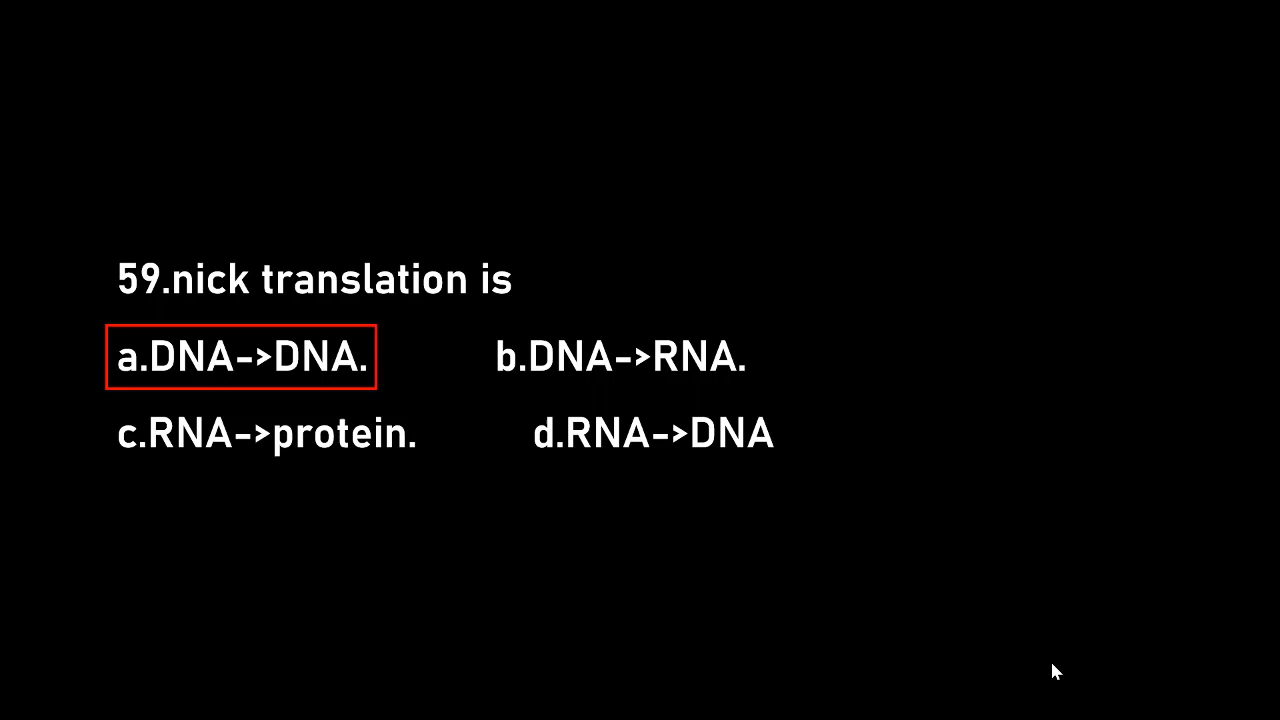 59.nick translation is
a.DNA->DNA. b.DNA->RNA.
c.RNA->protein. d.RNA->DNA